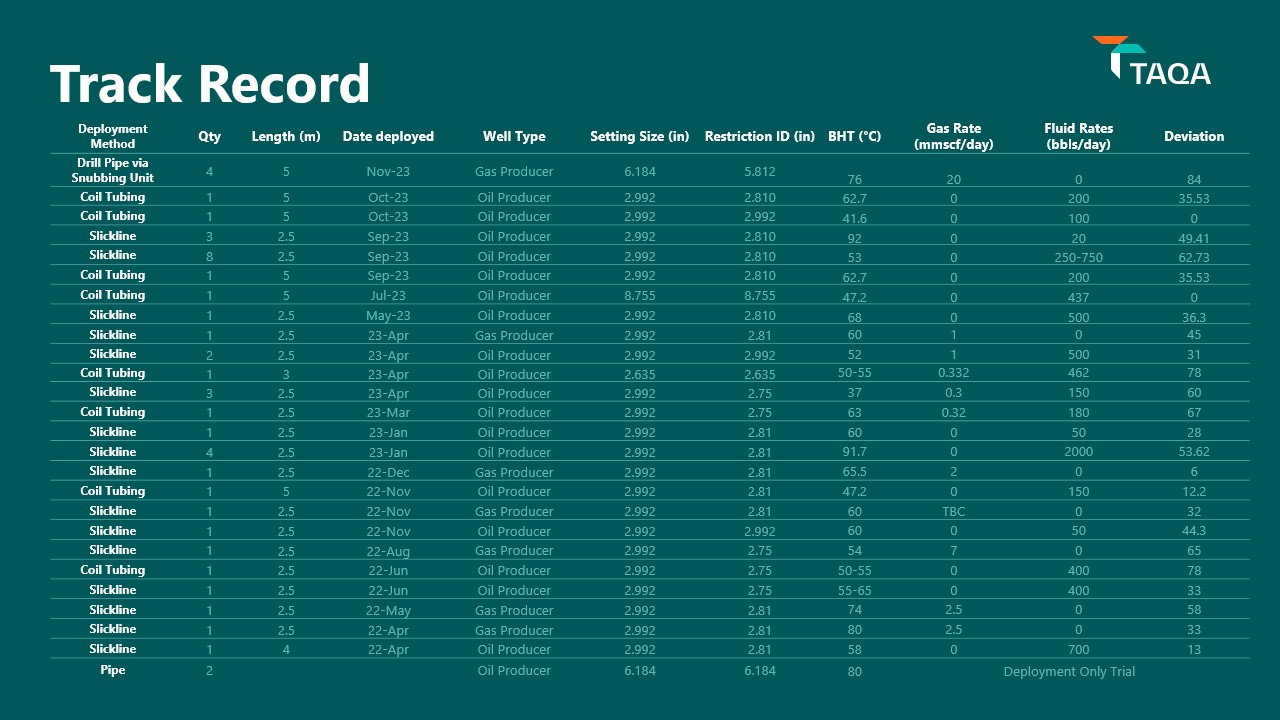 Track Record
TAQA
Deployment Method Qty Length (m) Date deployed Well Type Setting Size (in) Restriction ID (in) BHT (°C) Gas Rate (mmscf/day) Fluid Rates (bbls/day) Deviation
Drill Pipe via Snubbing Unit 4 5 Nov-23 Gas Producer 6.184 5.812 76 20 0 84
Coil Tubing 1 5 Oct-23 Oil Producer 2.992 2.810 62.7 0 200 35.53
Coil Tubing 1 5 Oct-23 Oil Producer 2.992 2.992 41.6 0 100 0
Slickline 3 2.5 Sep-23 Oil Producer 2.992 2.810 92 0 20 49.41
Slickline 8 2.5 Sep-23 Oil Producer 2.992 2.810 53 0 250-750 62.73
Coil Tubing 1 5 Sep-23 Oil Producer 2.992 2.810 62.7 0 200 35.53
Coil Tubing 1 5 Jul-23 Oil Producer 8.755 8.755 47.2 0 437 0
Slickline 1 2.5 May-23 Oil Producer 2.992 2.810 68 0 500 36.3
Slickline 1 2.5 23-Apr Gas Producer 2.992 2.81 60 1 0 45
Slickline 2 2.5 23-Apr Oil Producer 2.992 2.992 52 1 500 31
Coil Tubing 1 3 23-Apr Oil Producer 2.635 2.635 50-55 0.332 462 78
Slickline 3 2.5 23-Apr Oil Producer 2.992 2.75 37 0.3 150 60
Coil Tubing 1 2.5 23-Mar Oil Producer 2.992 2.75 63 0.32 180 67
Slickline 1 2.5 23-Jan Oil Producer 2.992 2.81 60 0 50 28
Slickline 4 2.5 23-Jan Oil Producer 2.992 2.81 91.7 0 2000 53.62
Slickline 1 2.5 22-Dec Gas Producer 2.992 2.81 65.5 2 0 6
Coil Tubing 1 5 22-Nov Oil Producer 2.992 2.81 47.2 0 150 12.2
Slickline 1 2.5 22-Nov Gas Producer 2.992 2.81 60 TBC 0 32
Slickline 1 2.5 22-Nov Oil Producer 2.992 2.992 60 0 50 44.3
Slickline 1 2.5 22-Aug Gas Producer 2.992 2.75 54 7 0 65
Coil Tubing 1 2.5 22-Jun Oil Producer 2.992 2.75 50-55 0 400 78
Slickline 1 2.5 22-Jun Oil Producer 2.992 2.75 55-65 0 400 33
Slickline 1 2.5 22-May Gas Producer 2.992 2.81 74 2.5 0 58
Slickline 1 2.5 22-Apr Gas Producer 2.992 2.81 80 2.5 0 33
Slickline 1 4 22-Apr Oil Producer 2.992 2.81 58 0 700 13
Pipe 2 Oil Producer 6.184 6.184 80 Deployment Only Trial